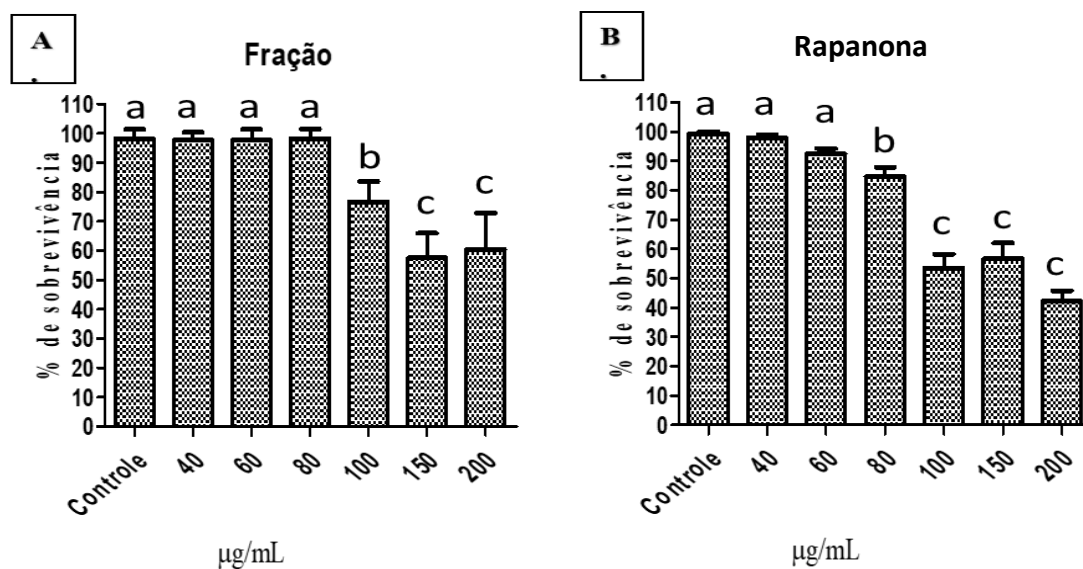 A
.
Fração
% de sobrevivência
110
100
90
80
70
60
50
40
30
20
10
0
a a a a b c c
Controle 40 60 80 100 150 200
µg/mL
B
.
Rapanona
% de sobrevivência
110
100
90
80
70
60
50
40
30
20
10
0
a a a b c c c
Controle 40 60 80 100 150 200
µg/mL